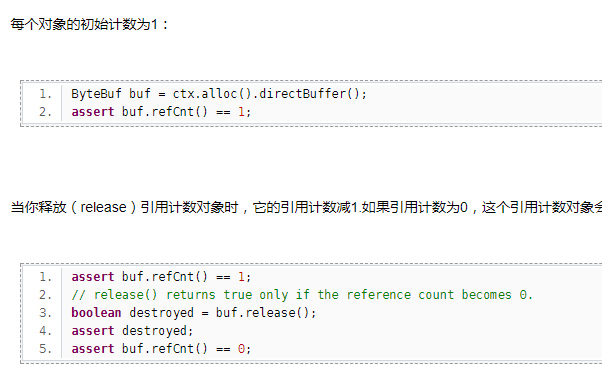 每个对象的初始计数为1：
1. ByteBuf buf = ctx.alloc().directBuffer();
2. assert buf.refCnt() == 1;
当你释放（release）引用计数对象时，它的引用计数减1.如果引用计数为0，这个引用计数对象会
1. assert buf.refCnt() == 1;
2. // release() returns true only if the reference count becomes 0.
3. boolean destroyed = buf.release();
4. assert destroyed;
5. assert buf.refCnt() == 0;